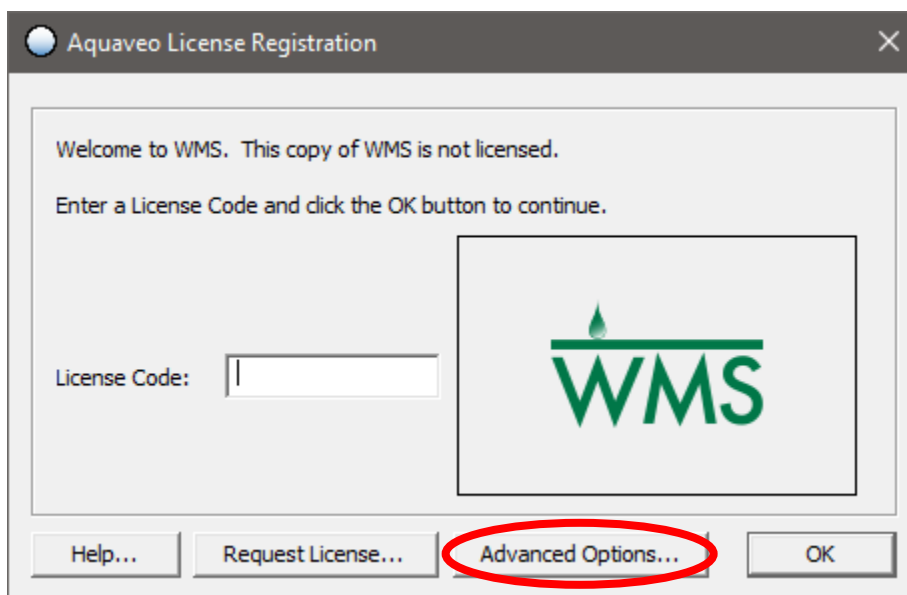 Aquaveo License Registration
Welcome to WMS.  This copy of WMS is not licensed.
Enter a License Code and click the OK button to continue.
License Code:
WMS
Help...
Request License...
Advanced Options...
OK